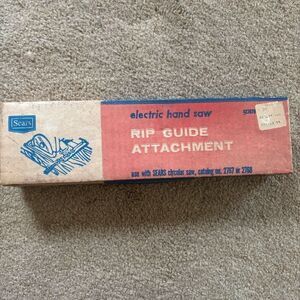 Sears
electric hand saw
RIP GUIDE
ATTACHMENT
use with SEARS circular saw, catalog no. 2767 or 2768